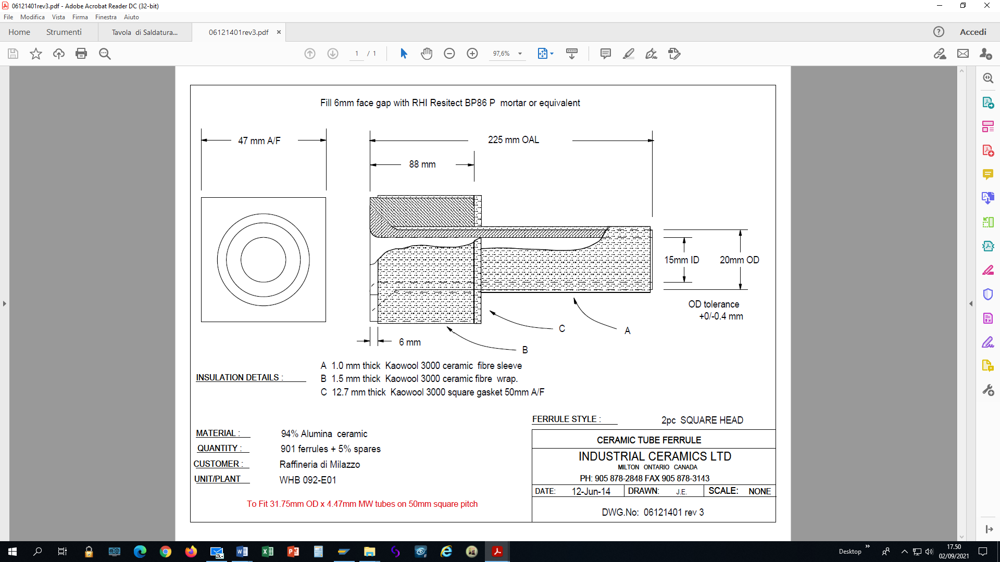 06121401rev3.pdf - Adobe Acrobat Reader DC (32-bit)
File Modifica Vista Firma Finestra Aiuto
Home Strumenti Tavola di Saldatura... 06121401rev3.pdf × ? Accedi
1 / 1 97,6%
Fill 6mm face gap with RHI Resitect BP86 P mortar or equivalent
47 mm A/F
225 mm OAL
88 mm
15mm ID
20mm OD
OD tolerance
+0/-0.4 mm
C
A
6 mm
B
INSULATION DETAILS :
A 1.0 mm thick Kaowool 3000 ceramic fibre sleeve
B 1.5 mm thick Kaowool 3000 ceramic fibre wrap.
C 12.7 mm thick Kaowool 3000 square gasket 50mm A/F
MATERIAL : 94% Alumina ceramic
QUANTITY : 901 ferrules + 5% spares
CUSTOMER : Raffineria di Milazzo
UNIT/PLANT WHB 092-E01
To Fit 31.75mm OD x 4.47mm MW tubes on 50mm square pitch
FERRULE STYLE : 2pc SQUARE HEAD
CERAMIC TUBE FERRULE
INDUSTRIAL CERAMICS LTD
MILTON ONTARIO CANADA
PH: 905 878-2848 FAX 905 878-3143
DATE: 12-Jun-14 DRAWN: J.E. SCALE: NONE
DWG.No: 06121401 rev 3
2k+
Desktop »
17.50
02/09/2021